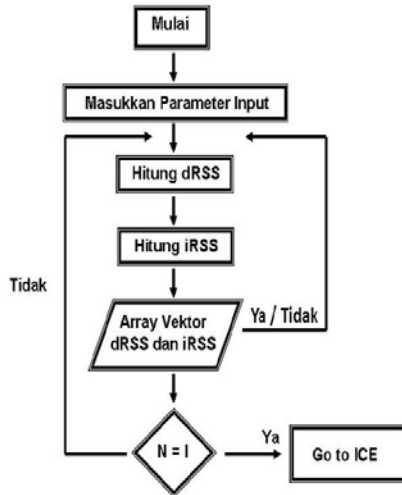 Mulai
Masukkan Parameter Input
Hitung dRSS
Hitung iRSS
Tidak
Array Vektor
dRSS dan iRSS
Ya / Tidak
N = I
Ya
Go to ICE